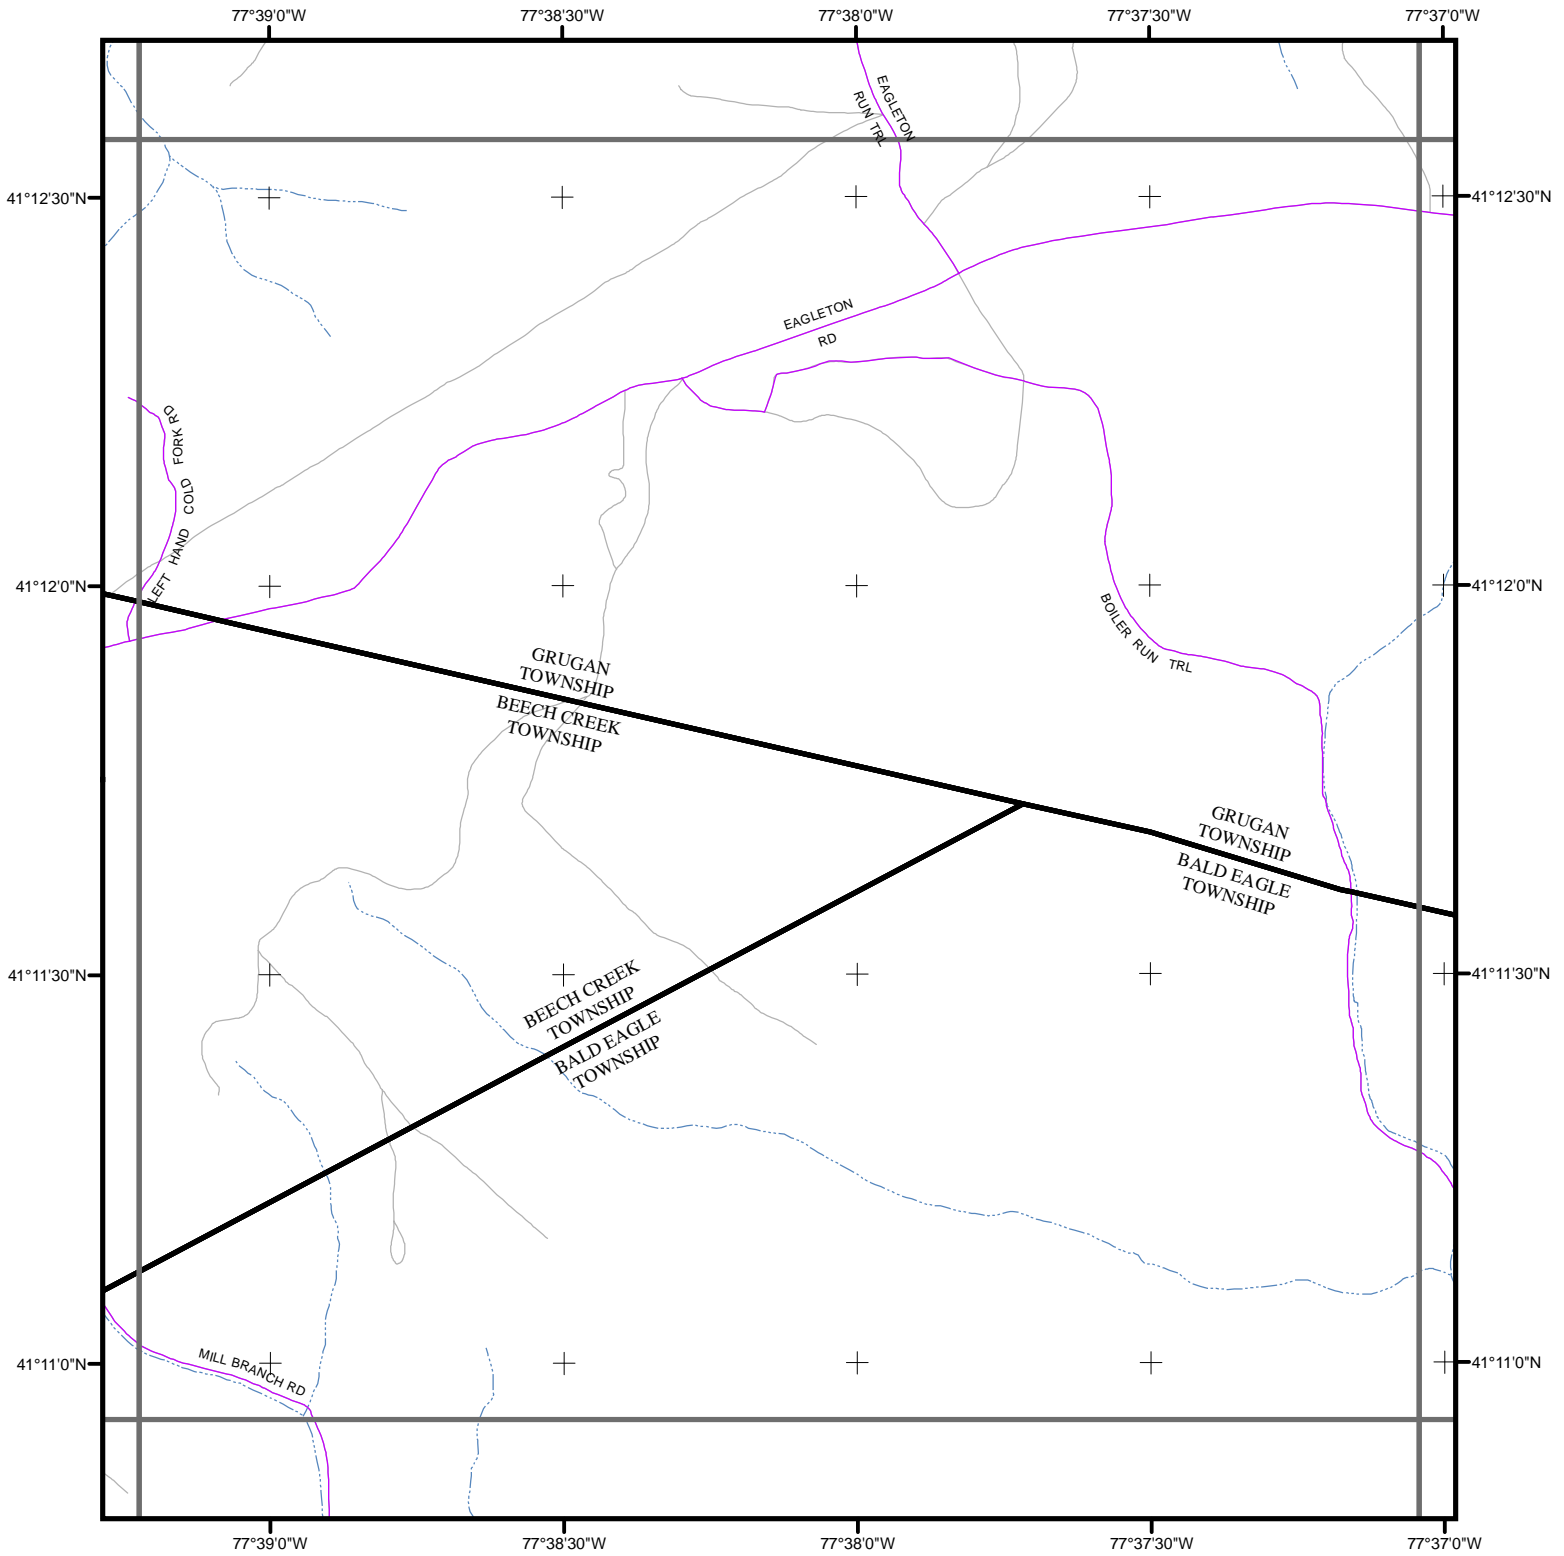 77°39'0"W
77°38'30"W
77°38'0"W
77°37'30"W
77°37'0"W
EAGLETON
RUN TRL
41°12'30"N
41°12'30"N
EAGLETON
RD
LEFT HAND COLD FORK RD
41°12'0"N
41°12'0"N
BOILER RUN TRL
GRUGAN
TOWNSHIP
BEECH CREEK
TOWNSHIP
GRUGAN
TOWNSHIP
BALD EAGLE
TOWNSHIP
41°11'30"N
41°11'30"N
BEECH CREEK
TOWNSHIP
BALD EAGLE
TOWNSHIP
41°11'0"N
41°11'0"N
MILL BRANCH RD
77°39'0"W
77°38'30"W
77°38'0"W
77°37'30"W
77°37'0"W